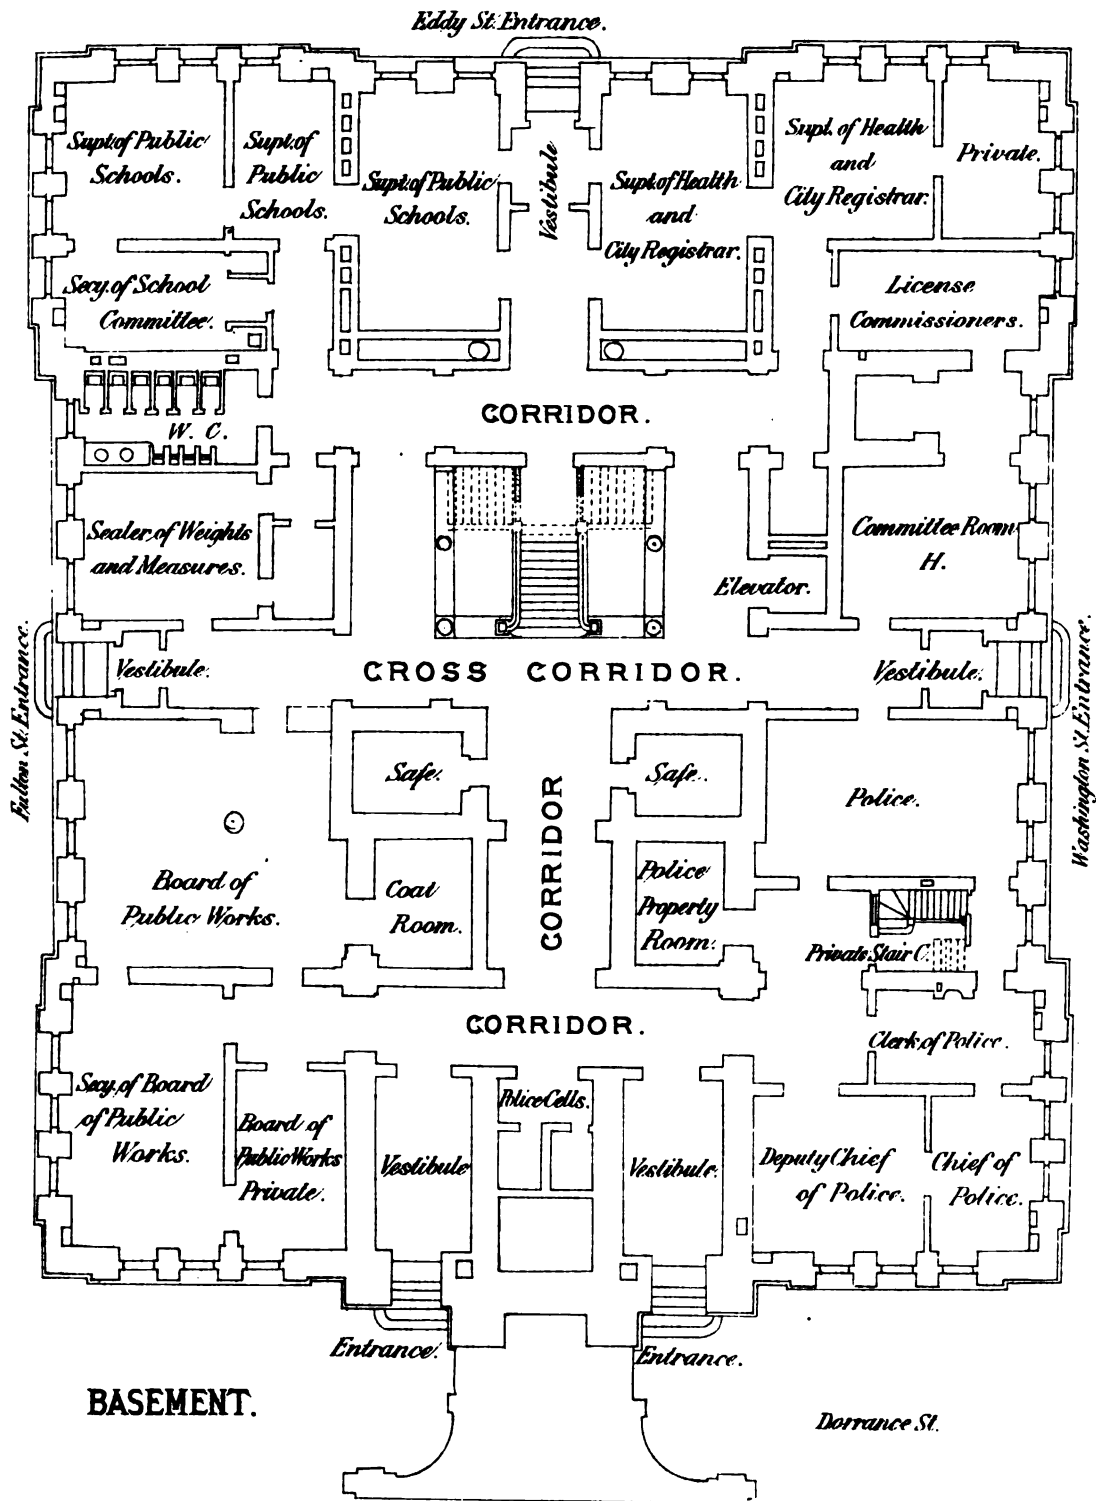 Eddy St. Entrance.
Supt. of Public
Schools.
Supt. of
Public
Schools.
Supt. of Public
Schools.
Vestibule
Supt. of Health
and
City Registrar.
Supt. of Health
and
City Registrar.
Private.
Secy. of School
Committee.
License
Commissioners.
CORRIDOR.
W. C.
Sealer of Weights
and Measures.
Elevator.
Committee Room
H.
Fulton St. Entrance.
Vestibule.
CROSS CORRIDOR.
Vestibule.
Washington St. Entrance.
Safe.
Safe.
Police.
CORRIDOR
Board of
Public Works.
Coat
Room.
Police
Property
Room.
Private Stair C.
CORRIDOR.
Clerk of Police.
Secy. of Board
of Public
Works.
Board of
Public Works
Private.
Vestibule
Police Cells.
Vestibule.
Deputy Chief
of Police.
Chief of
Police.
Entrance.
Entrance.
BASEMENT.
Dorrance St.